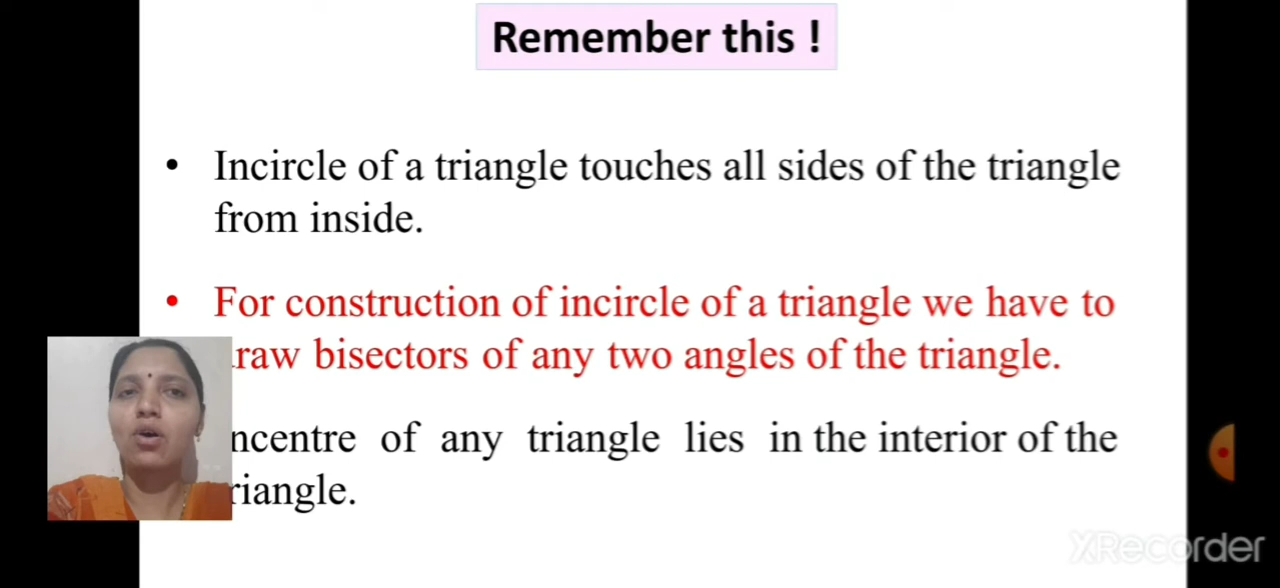 Remember this !
• Incircle of a triangle touches all sides of the triangle
from inside.
• For construction of incircle of a triangle we have to
raw bisectors of any two angles of the triangle.
ncentre of any triangle lies in the interior of the
riangle.
XRecorder